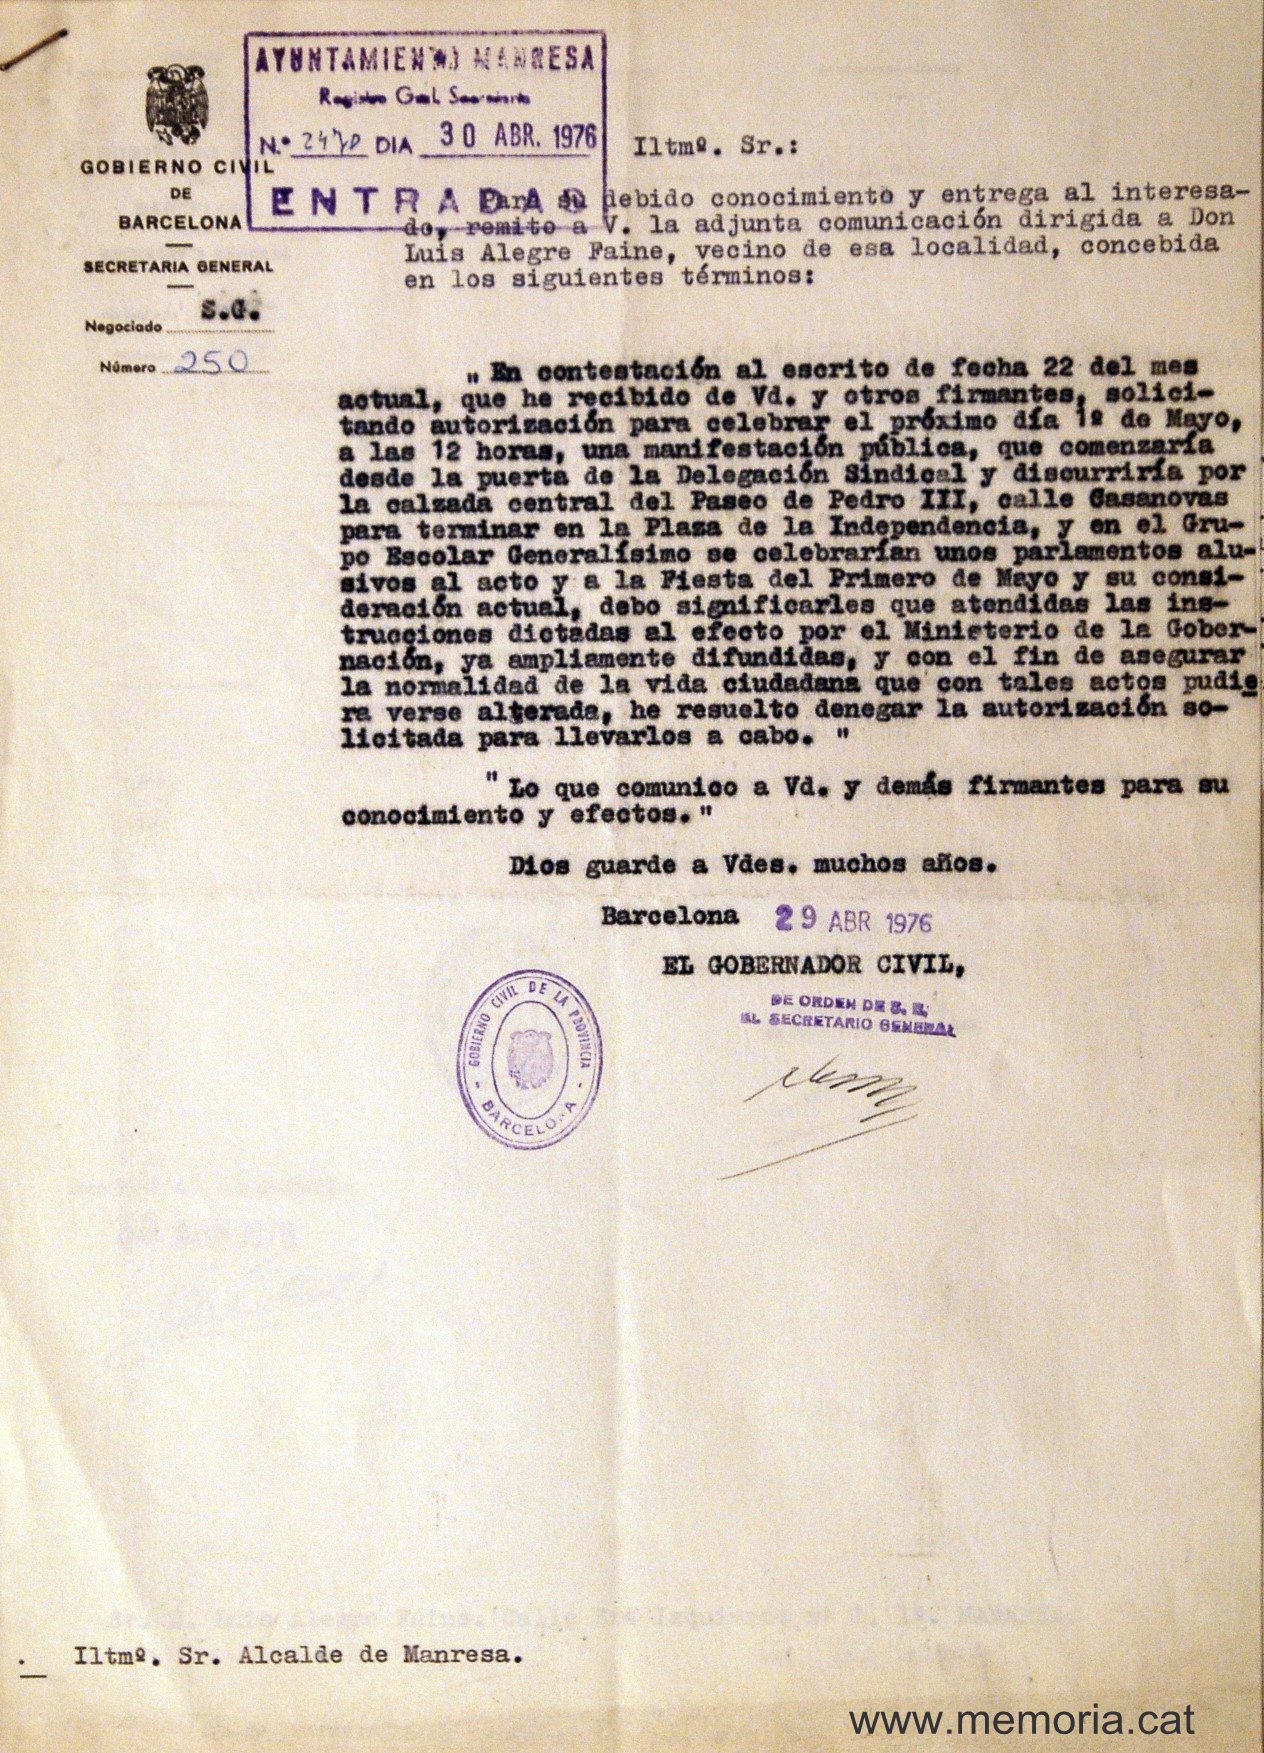 AYUNTAMIENTO MANRESA
Registro Gral. Secretaría
N.º 2470 DIA 30 ABR. 1976
ENTRADA
GOBIERNO CIVIL
DE
BARCELONA
SECRETARIA GENERAL
Negociado S.G.
Número 250
Iltmº. Sr.:
Para su debido conocimiento y entrega al interesa-
do, remito a V. la adjunta comunicación dirigida a Don
Luis Alegre Faine, vecino de esa localidad, concebida
en los siguientes términos:
" En contestación al escrito de fecha 22 del mes
actual, que he recibido de Vd. y otros firmantes, solici-
tando autorización para celebrar el próximo día 1º de Mayo,
a las 12 horas, una manifestación pública, que comenzaría
desde la puerta de la Delegación Sindical y discurriría por
la calzada central del Paseo de Pedro III, calle Casanovas
para terminar en la Plaza de la Independencia, y en el Gru-
po Escolar Generalísimo se celebrarían unos parlamentos alu-
sivos al acto y a la Fiesta del Primero de Mayo y su consi-
deración actual, debo significarles que atendidas las ins-
trucciones dictadas al efecto por el Ministerio de la Gober-
nación, ya ampliamente difundidas, y con el fin de asegurar
la normalidad de la vida ciudadana que con tales actos pudie
ra verse alterada, he resuelto denegar la autorización so-
licitada para llevarlos a cabo. "
" Lo que comunico a Vd. y demás firmantes para su
conocimiento y efectos."
Dios guarde a Vdes. muchos años.
Barcelona 29 ABR 1976
EL GOBERNADOR CIVIL,
DE ORDEN DE S. E.
EL SECRETARIO GENERAL
GOBIERNO CIVIL DE LA PROVINCIA
- BARCELONA -
Iltmº. Sr. Alcalde de Manresa.
www.memoria.cat